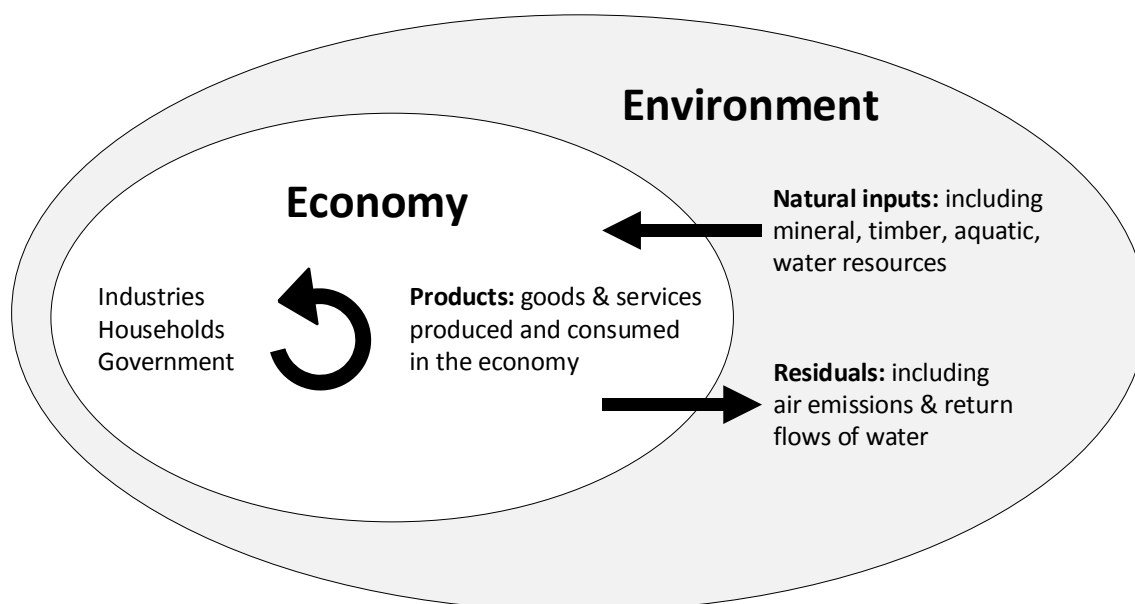 Environment
Economy
Natural inputs: including
mineral, timber, aquatic,
water resources
Industries
Households
Government
Products: goods & services
produced and consumed
in the economy
Residuals: including
air emissions & return
flows of water